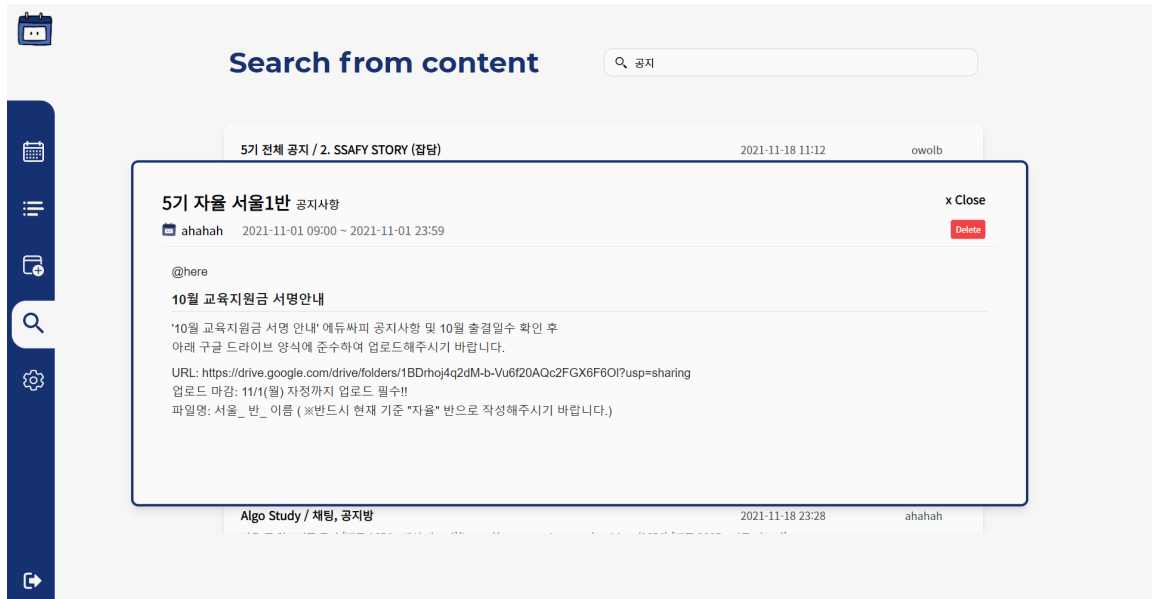 Search from content
공지
5기 전체 공지 / 2. SSAFY STORY (잡담) 2021-11-18 11:12 owolb
5기 자율 서울1반 공지사항 x Close
ahahah 2021-11-01 09:00 ~ 2021-11-01 23:59 Delete
@here
10월 교육지원금 서명안내
'10월 교육지원금 서명 안내' 에듀싸피 공지사항 및 10월 출결일수 확인 후
아래 구글 드라이브 양식에 준수하여 업로드해주시기 바랍니다.
URL: https://drive.google.com/drive/folders/1BDrhoj4q2dM-b-Vu6f20AQc2FGX6F6OI?usp=sharing
업로드 마감: 11/1(월) 자정까지 업로드 필수!!
파일명: 서울_ 반_ 이름 ( ※반드시 현재 기준 "자율" 반으로 작성해주시기 바랍니다.)
Algo Study / 채팅, 공지방 2021-11-18 23:28 ahahah